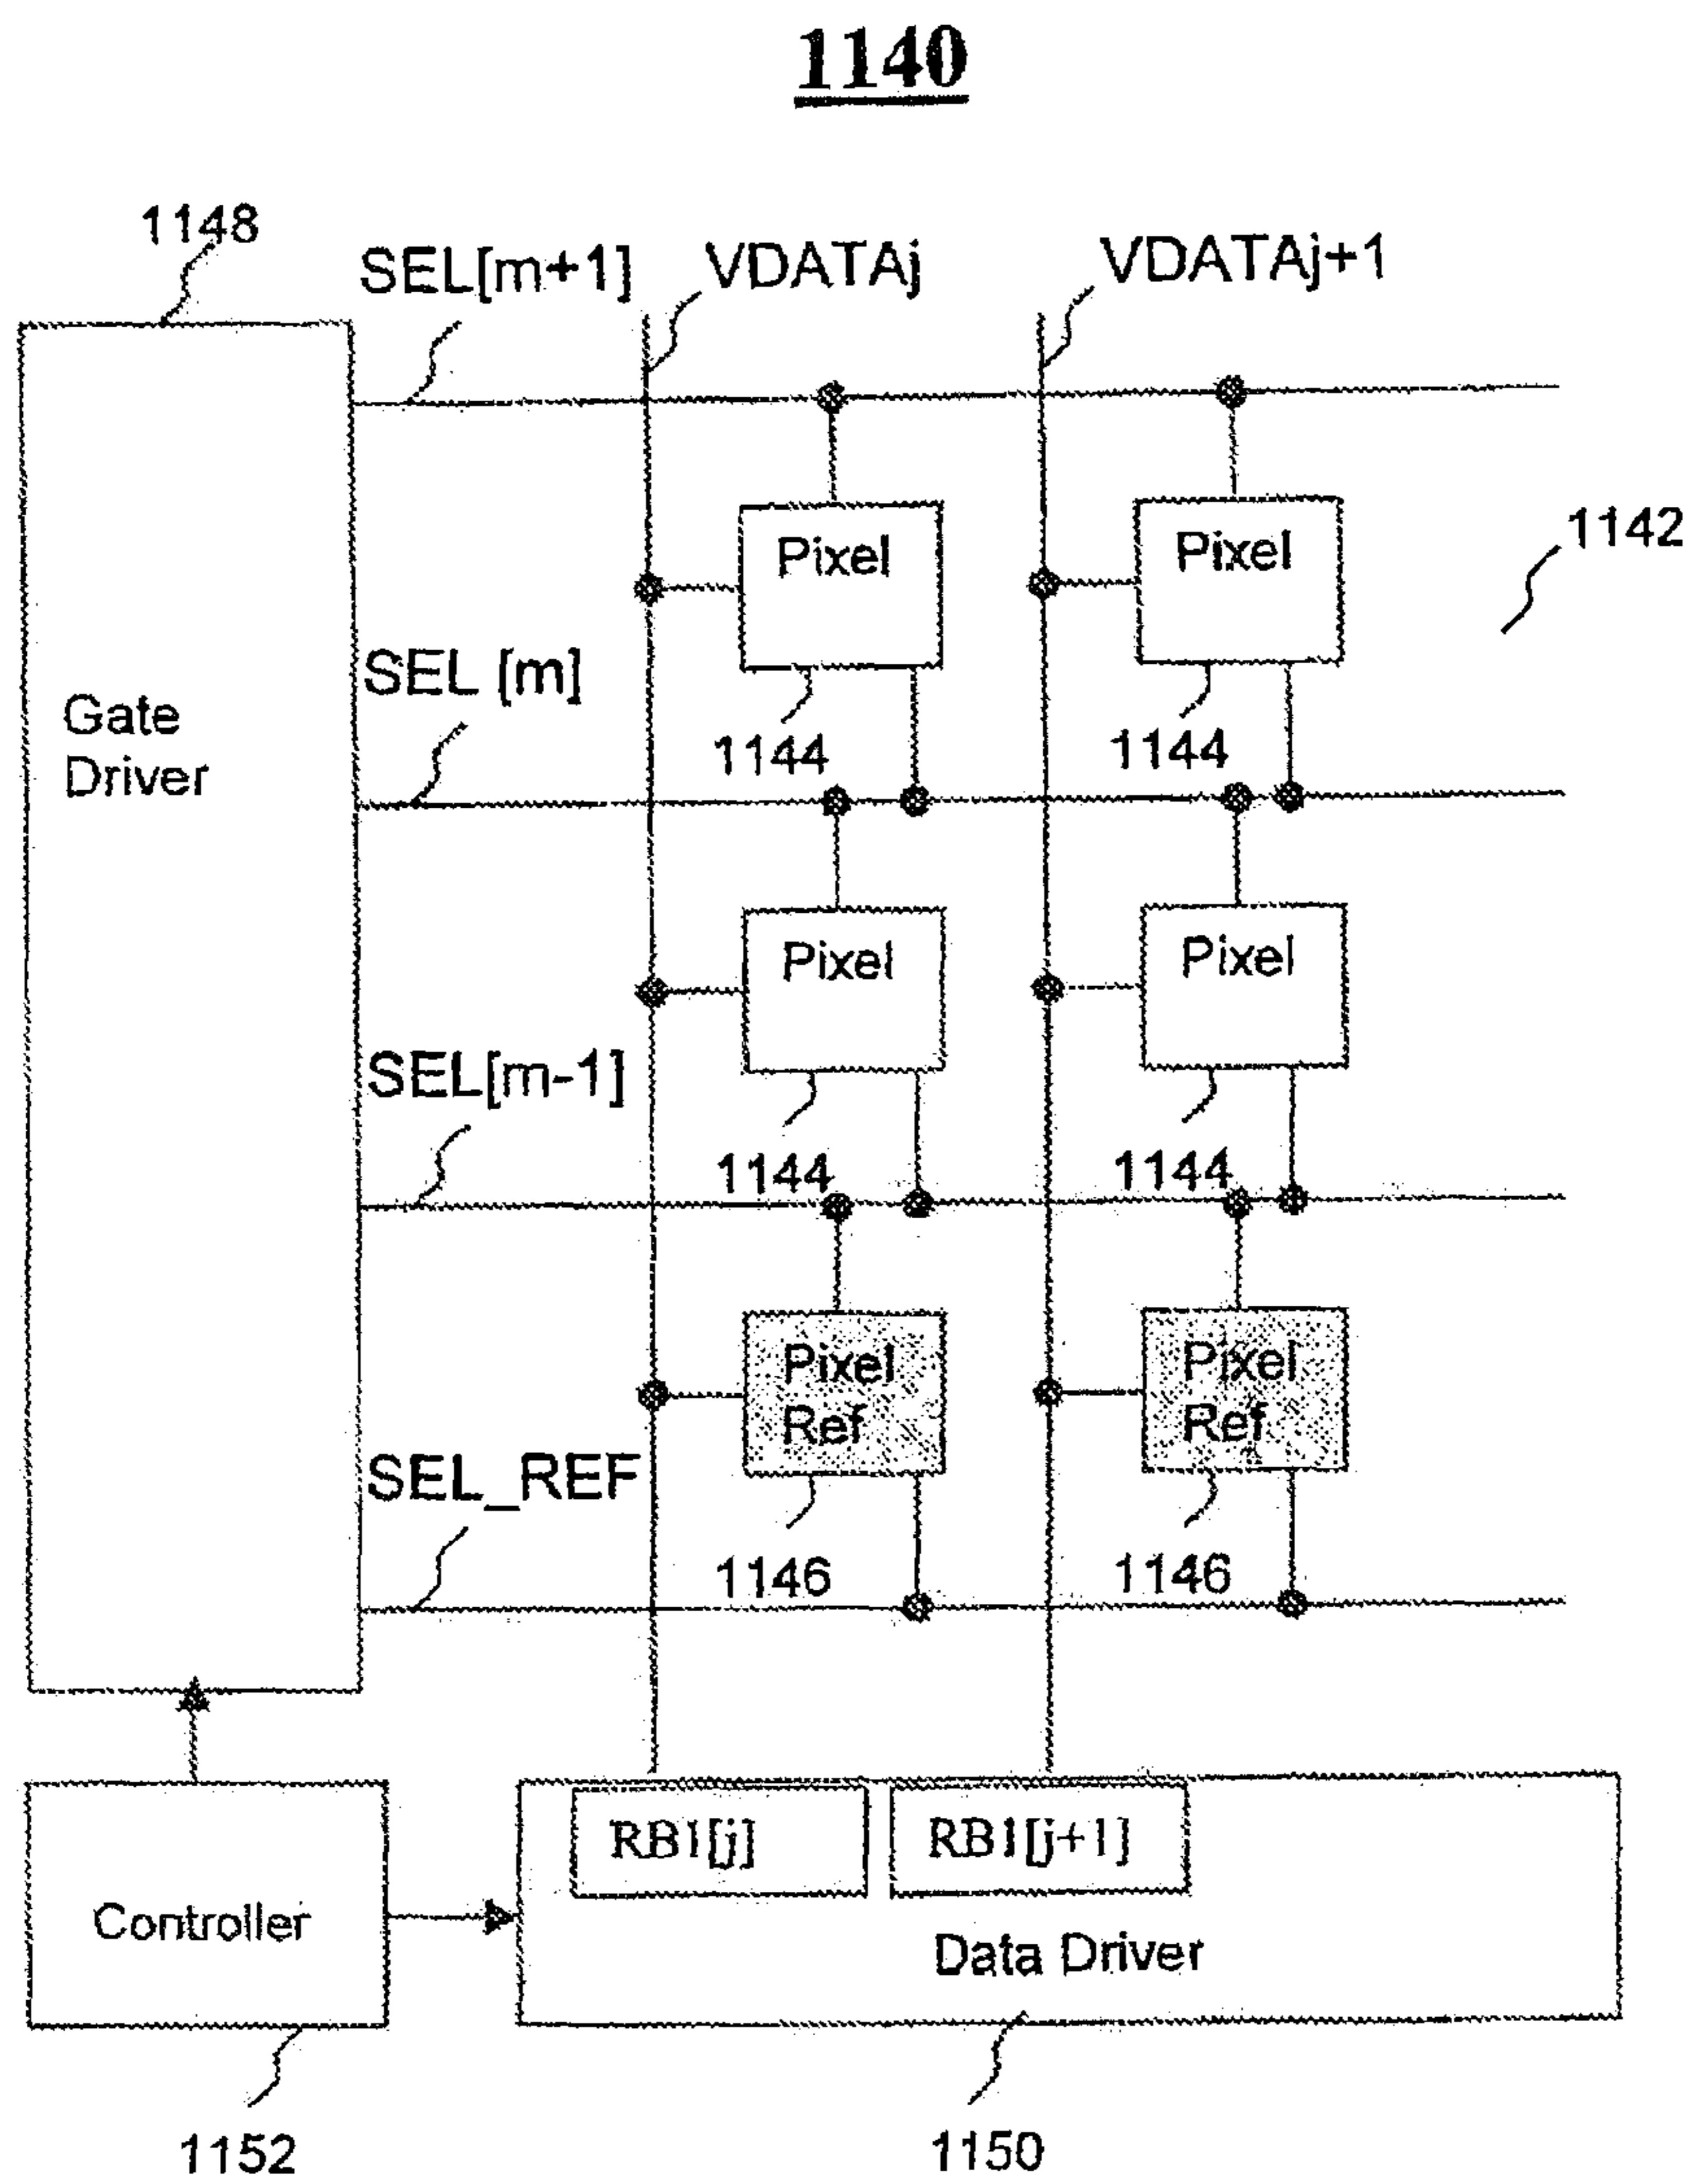 1140
1148
SEL[m+1]
VDATAj
VDATAj+1
Pixel
Pixel
1142
SEL [m]
Gate
Driver
1144
1144
Pixel
Pixel
SEL[m-1]
1144
1144
Pixel
Ref
Pixel
Ref
SEL_REF
1146
1146
RB1[j]
RB1[j+1]
Controller
Data Driver
1152
1150